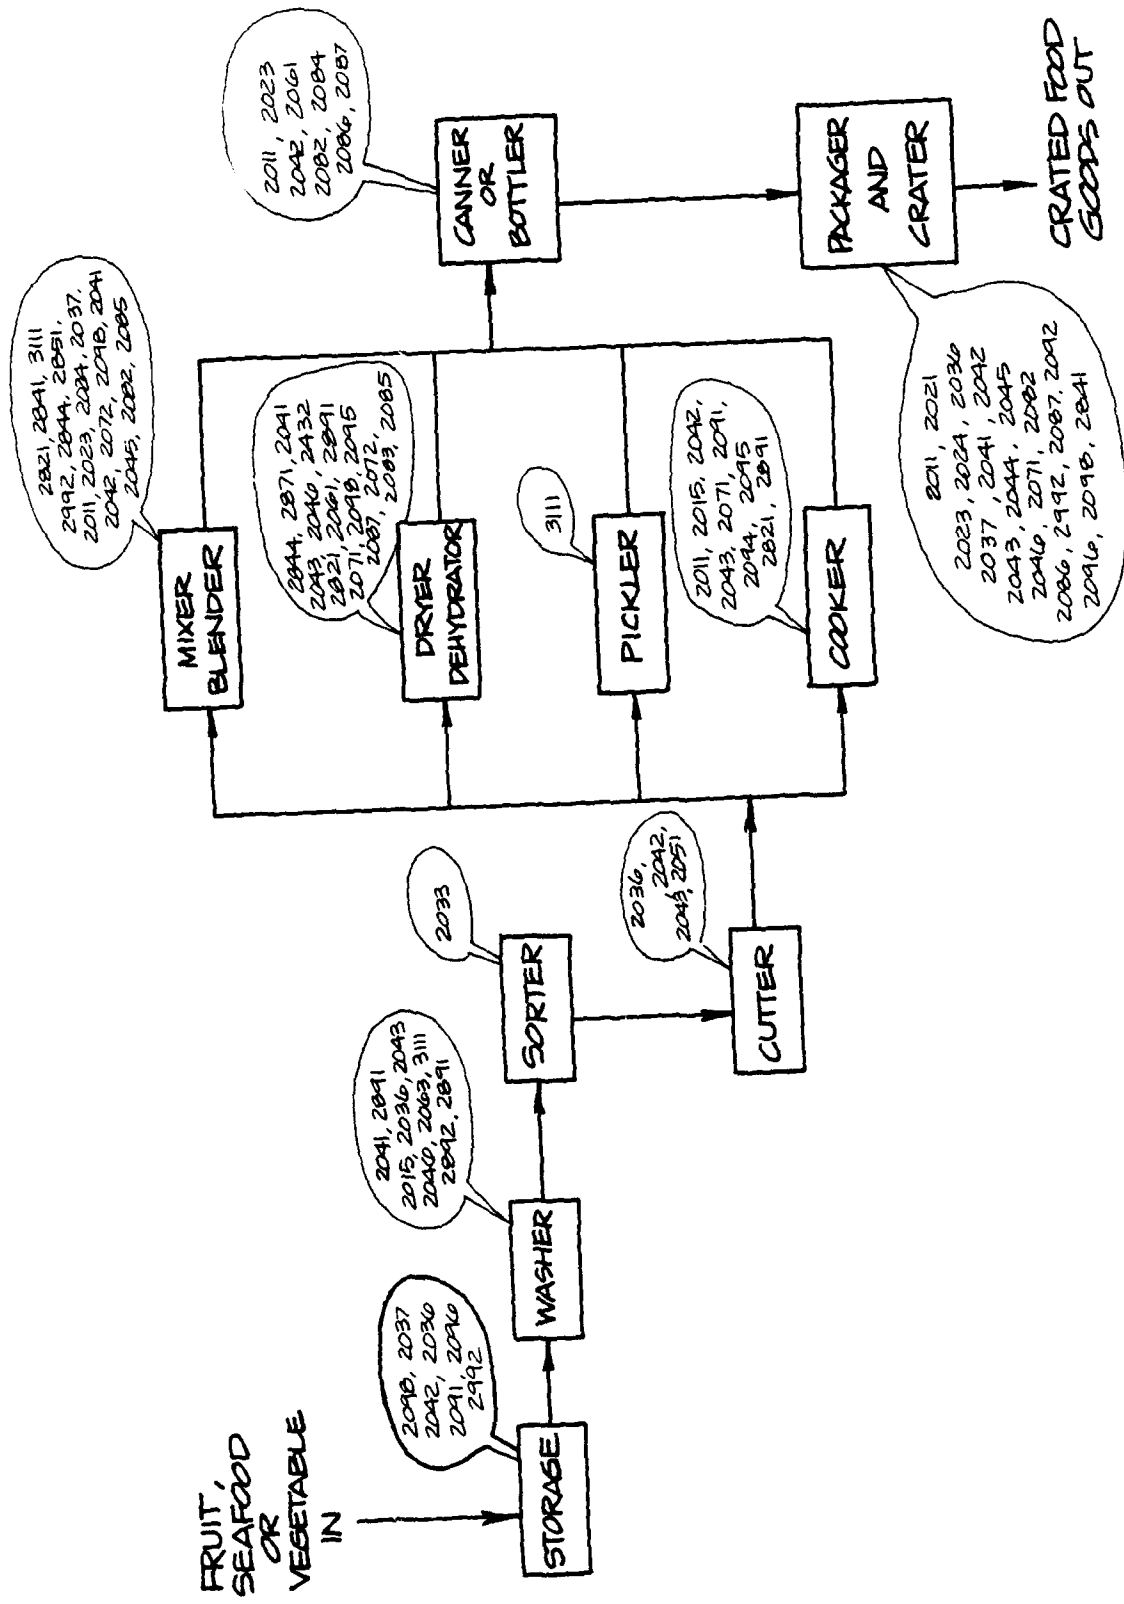 FRUIT,
SEAFOOD
OR
VEGETABLE
IN
STORAGE
2098, 2037
2042, 2036
2091, 2096
2992
WASHER
2041, 2891
2015, 2036, 2043
2046, 2063, 3111
2892, 2891
SORTER
2033
CUTTER
2036,
2042,
2043, 2051
MIXER
BLENDER
2821, 2841, 3111
2992, 2844, 2851,
2011, 2023, 2034, 2037.
2042, 2072, 2098, 2041
2045, 2082, 2085
DRYER
DEHYDRATOR
2844, 2871, 2041
2043, 2046, 2432
2821, 2061, 2891
2071, 2098, 2095
2087, 2072,
2083, 2085
PICKLER
3111
COOKER
2011, 2015, 2042,
2043, 2071, 2091,
2094, 2095
2821, 2891
CANNER
OR
BOTTLER
2011, 2023
2042, 2061
2082, 2084
2086, 2087
PACKAGER
AND
CRATER
2011, 2021
2023, 2024, 2036
2037, 2041, 2042
2043, 2044, 2045
2046, 2071, 2082
2086, 2992, 2087, 2092
2096, 2098, 2841
CRATED FOOD
GOODS OUT